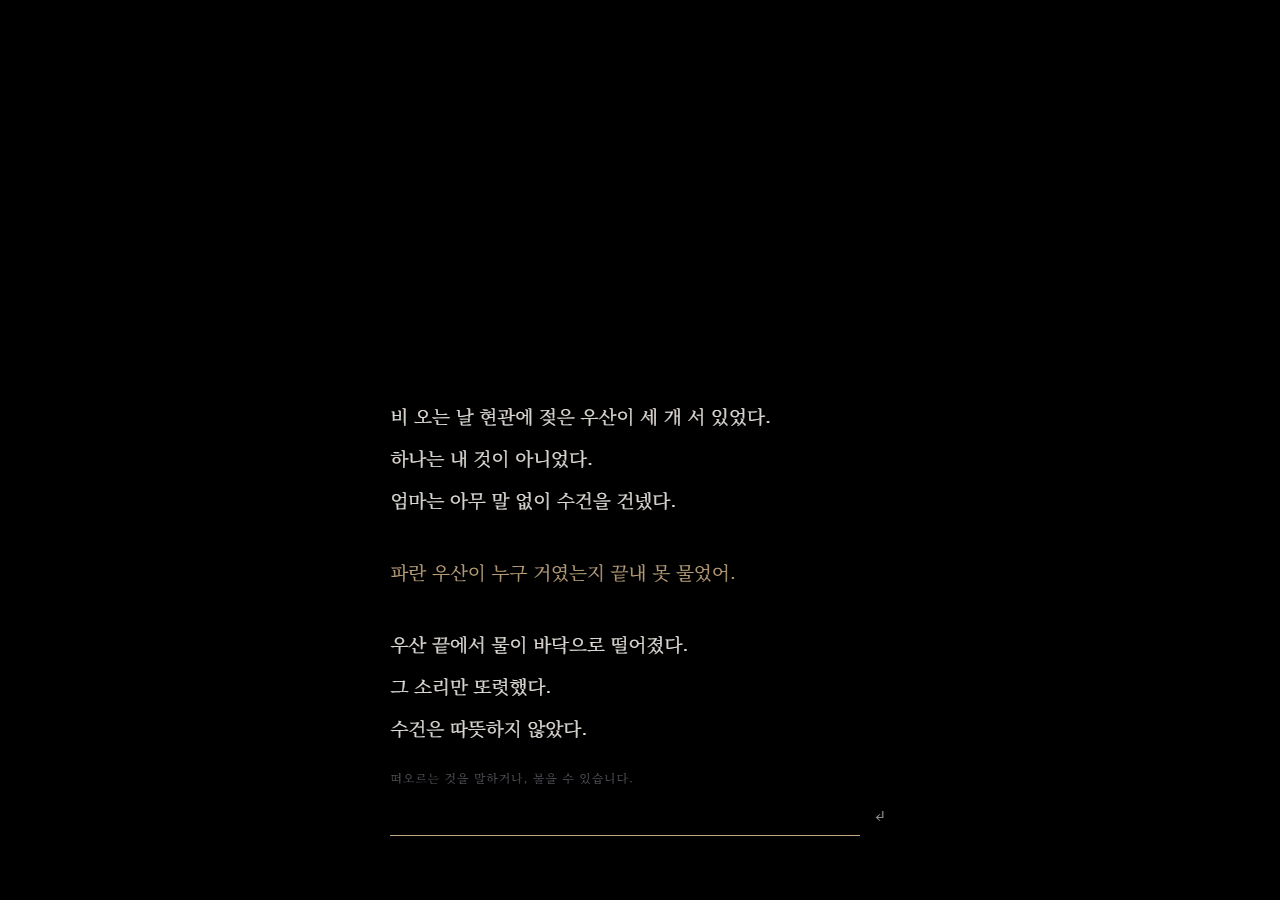 비 오는 날 현관에 젖은 우산이 세 개 서 있었다.
하나는 내 것이 아니었다.
엄마는 아무 말 없이 수건을 건넸다.
파란 우산이 누구 거였는지 끝내 못 물었어.
우산 끝에서 물이 바닥으로 떨어졌다.
그 소리만 또렷했다.
수건은 따뜻하지 않았다.
떠오르는 것을 말하거나, 물을 수 있습니다.
↲